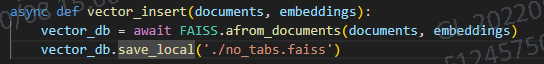 async def vector_insert(documents, embeddings):
    vector_db = await FAISS.afrom_documents(documents, embeddings)
    vector_db.save_local('./no_tabs.faiss')